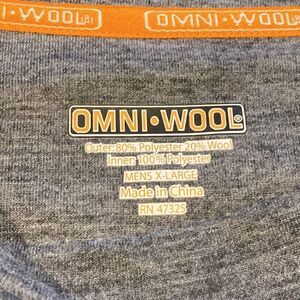 I•WOOL® OMNI•WOOL®
OMNI•WOOL®
Outer: 80% Polyester 20% Wool
Inner: 100% Polyester
MENS X-LARGE
Made in China
RN 47325